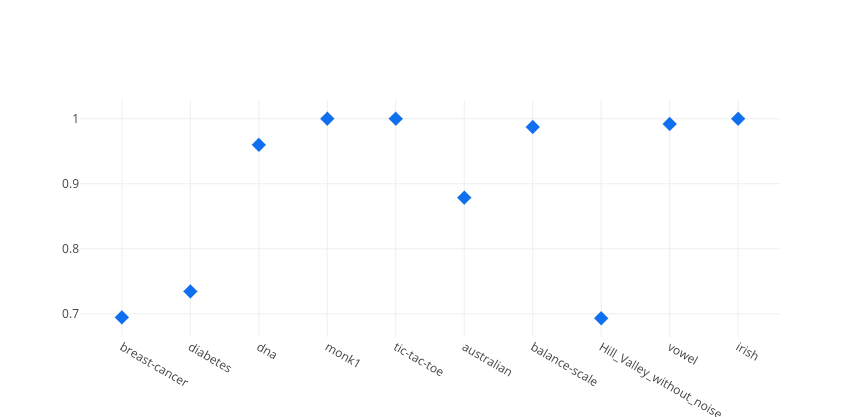 1
0.9
0.8
0.7
breast-cancer
diabetes
dna
monk1
tic-tac-toe
australian
balance-scale
Hill_Valley_without_noise
vowel
irish